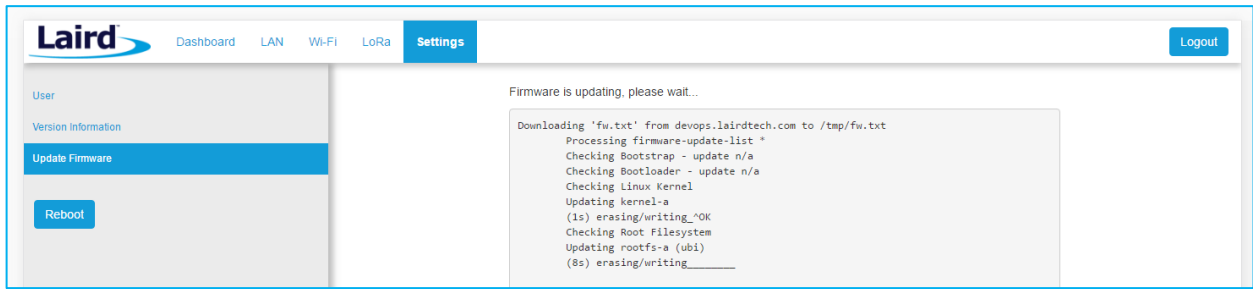 Laird™
Dashboard LAN Wi-Fi LoRa Settings Logout
User
Version Information
Update Firmware
Reboot
Firmware is updating, please wait...
Downloading 'fw.txt' from devops.lairdtech.com to /tmp/fw.txt
Processing firmware-update-list *
Checking Bootstrap - update n/a
Checking Bootloader - update n/a
Checking Linux Kernel
Updating kernel-a
(1s) erasing/writing_^OK
Checking Root Filesystem
Updating rootfs-a (ubi)
(8s) erasing/writing________